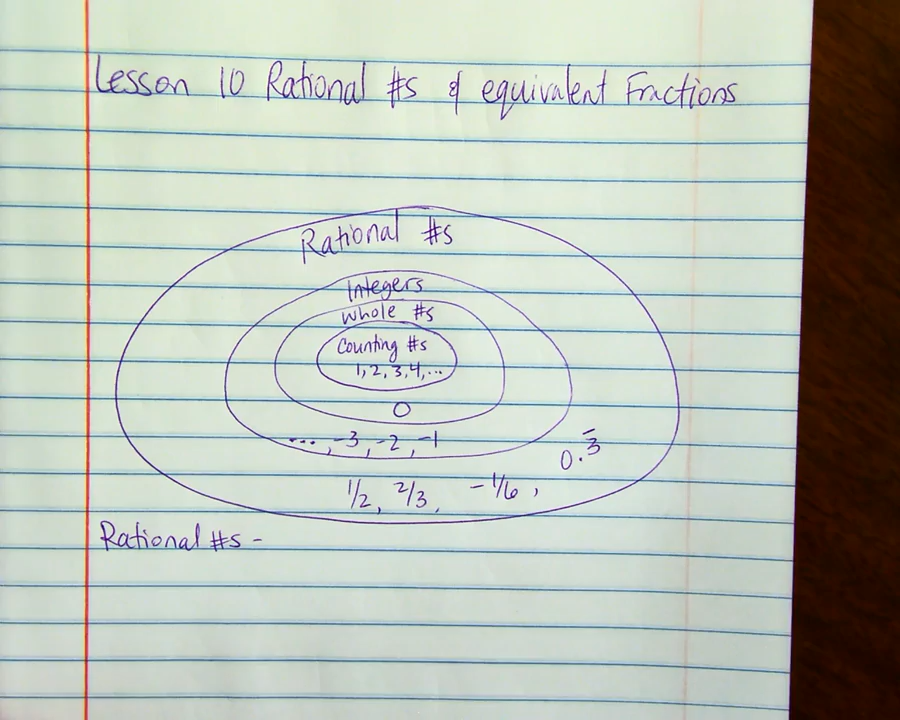 Lesson 10 Rational #s & equivalent Fractions
Rational #s
Integers
whole #s
Counting #s
1, 2, 3, 4, ...
0
..., -3, -2, -1
0.3̅
1/2, 2/3, -1/6,
Rational #s -